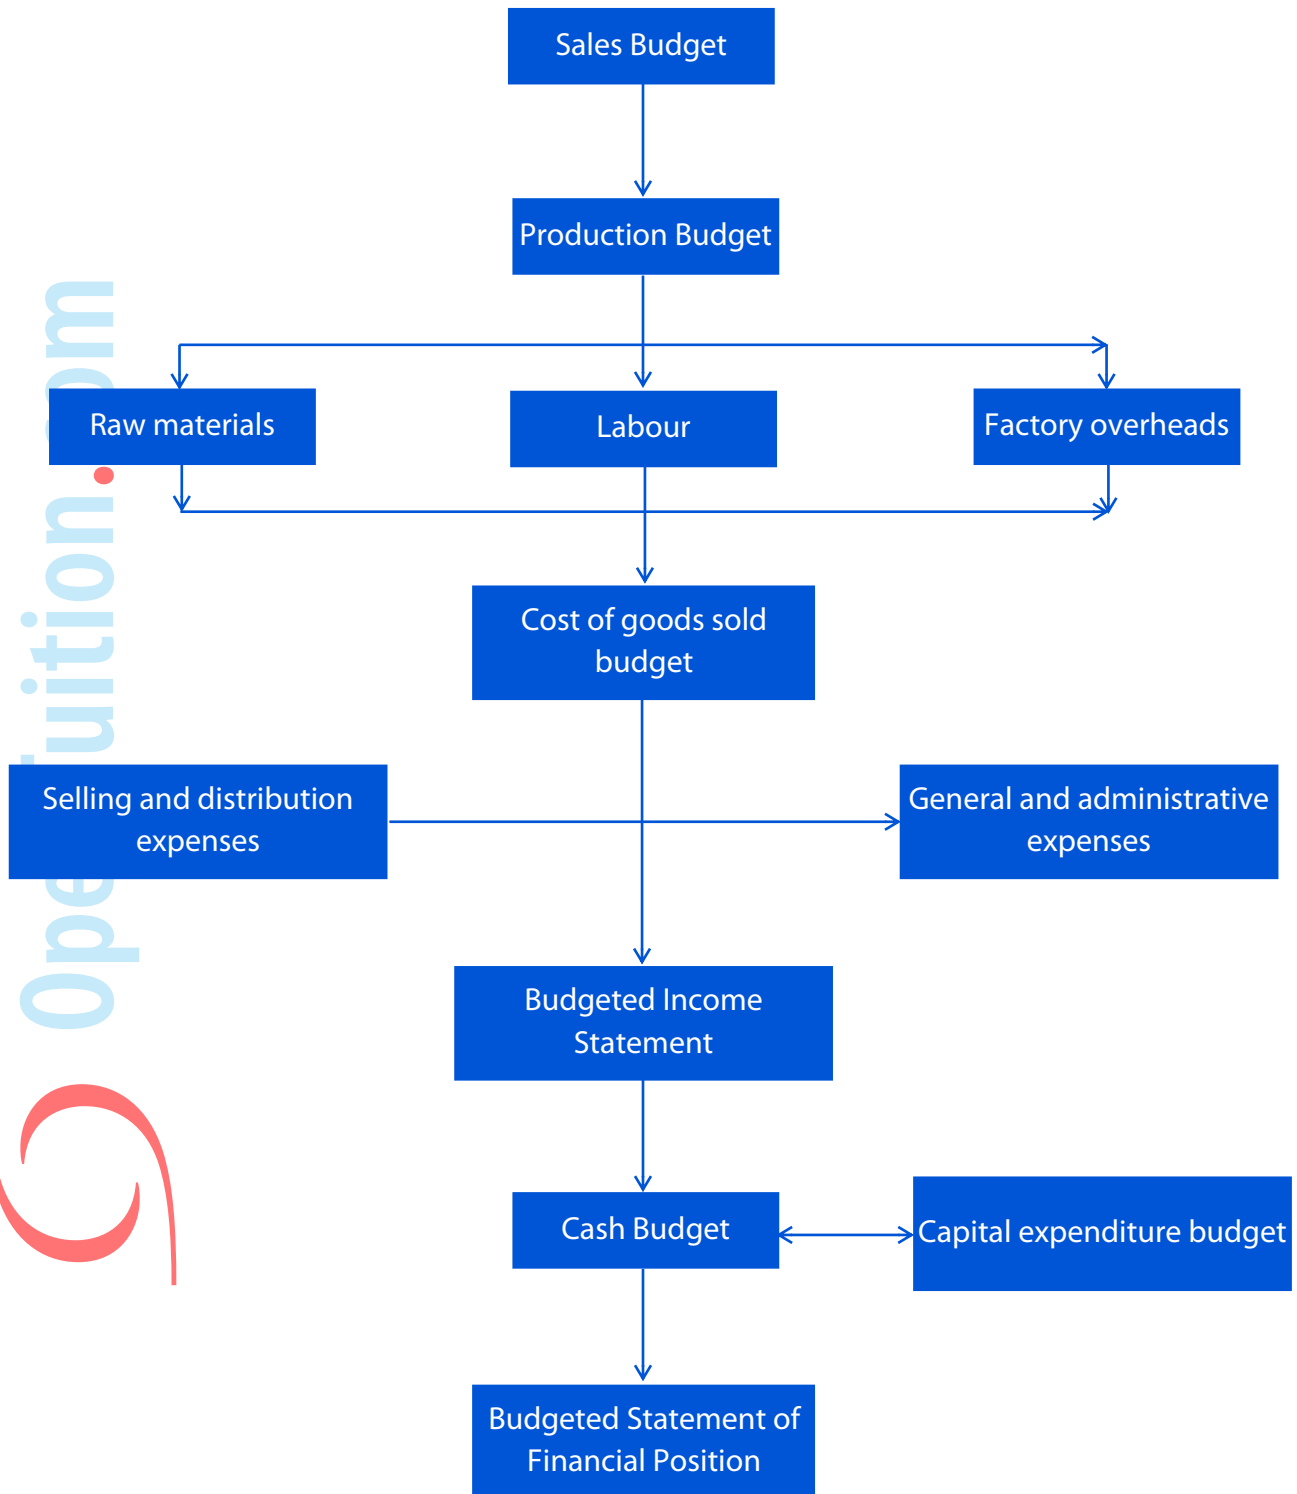 Sales Budget
Production Budget
Raw materials
Labour
Factory overheads
Cost of goods sold
budget
Selling and distribution
expenses
General and administrative
expenses
Budgeted Income
Statement
Cash Budget
Capital expenditure budget
Budgeted Statement of
Financial Position